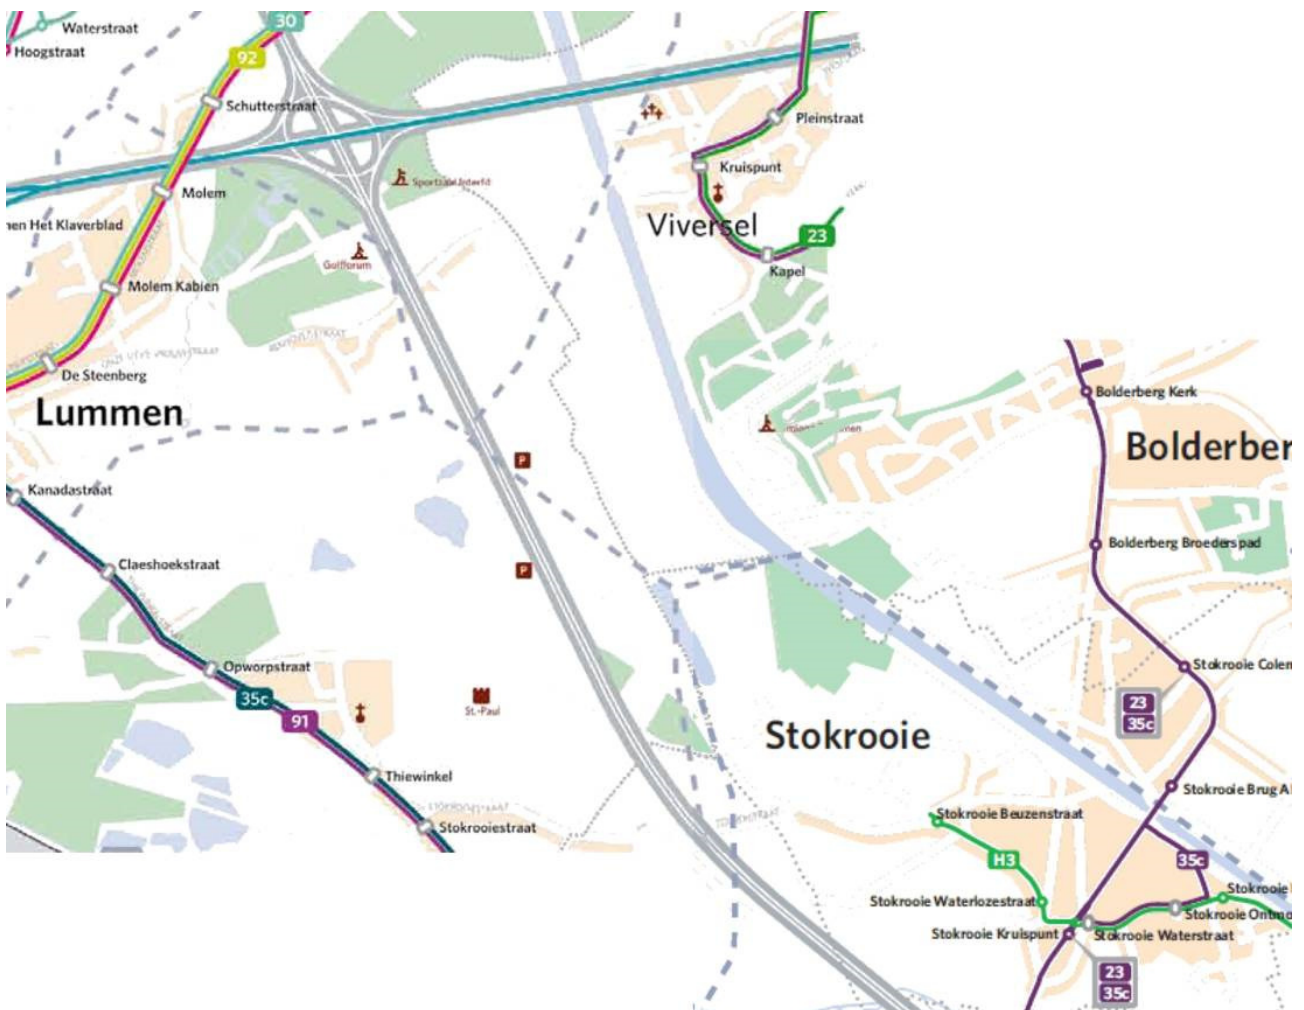 30
Waterstraat
Hoogstraat
92
Schutterstraat
Pleinstraat
Kruispunt
Molem
Viversel
23
Kapel
Golfforum
Molem Kabien
De Steenberg
Lummen
Bolderberg Kerk
P
Kanadastraat
Bolderberg Broederspad
Claeshoekstraat
P
Opworpstraat
35c
91
St.-Paul
23
35c
Stokrooie
Thiewinkel
Stokrooiestraat
Stokrooie Beuzenstraat
H3
35c
Stokrooie Waterlozestraat
Stokrooie Kruispunt
Stokrooie Waterstraat
23
35c
Het Klaverblad
Bolderber
Stokrooie Colen
Stokrooie Brug Al
Stokrooie
Stokrooie Ontmo